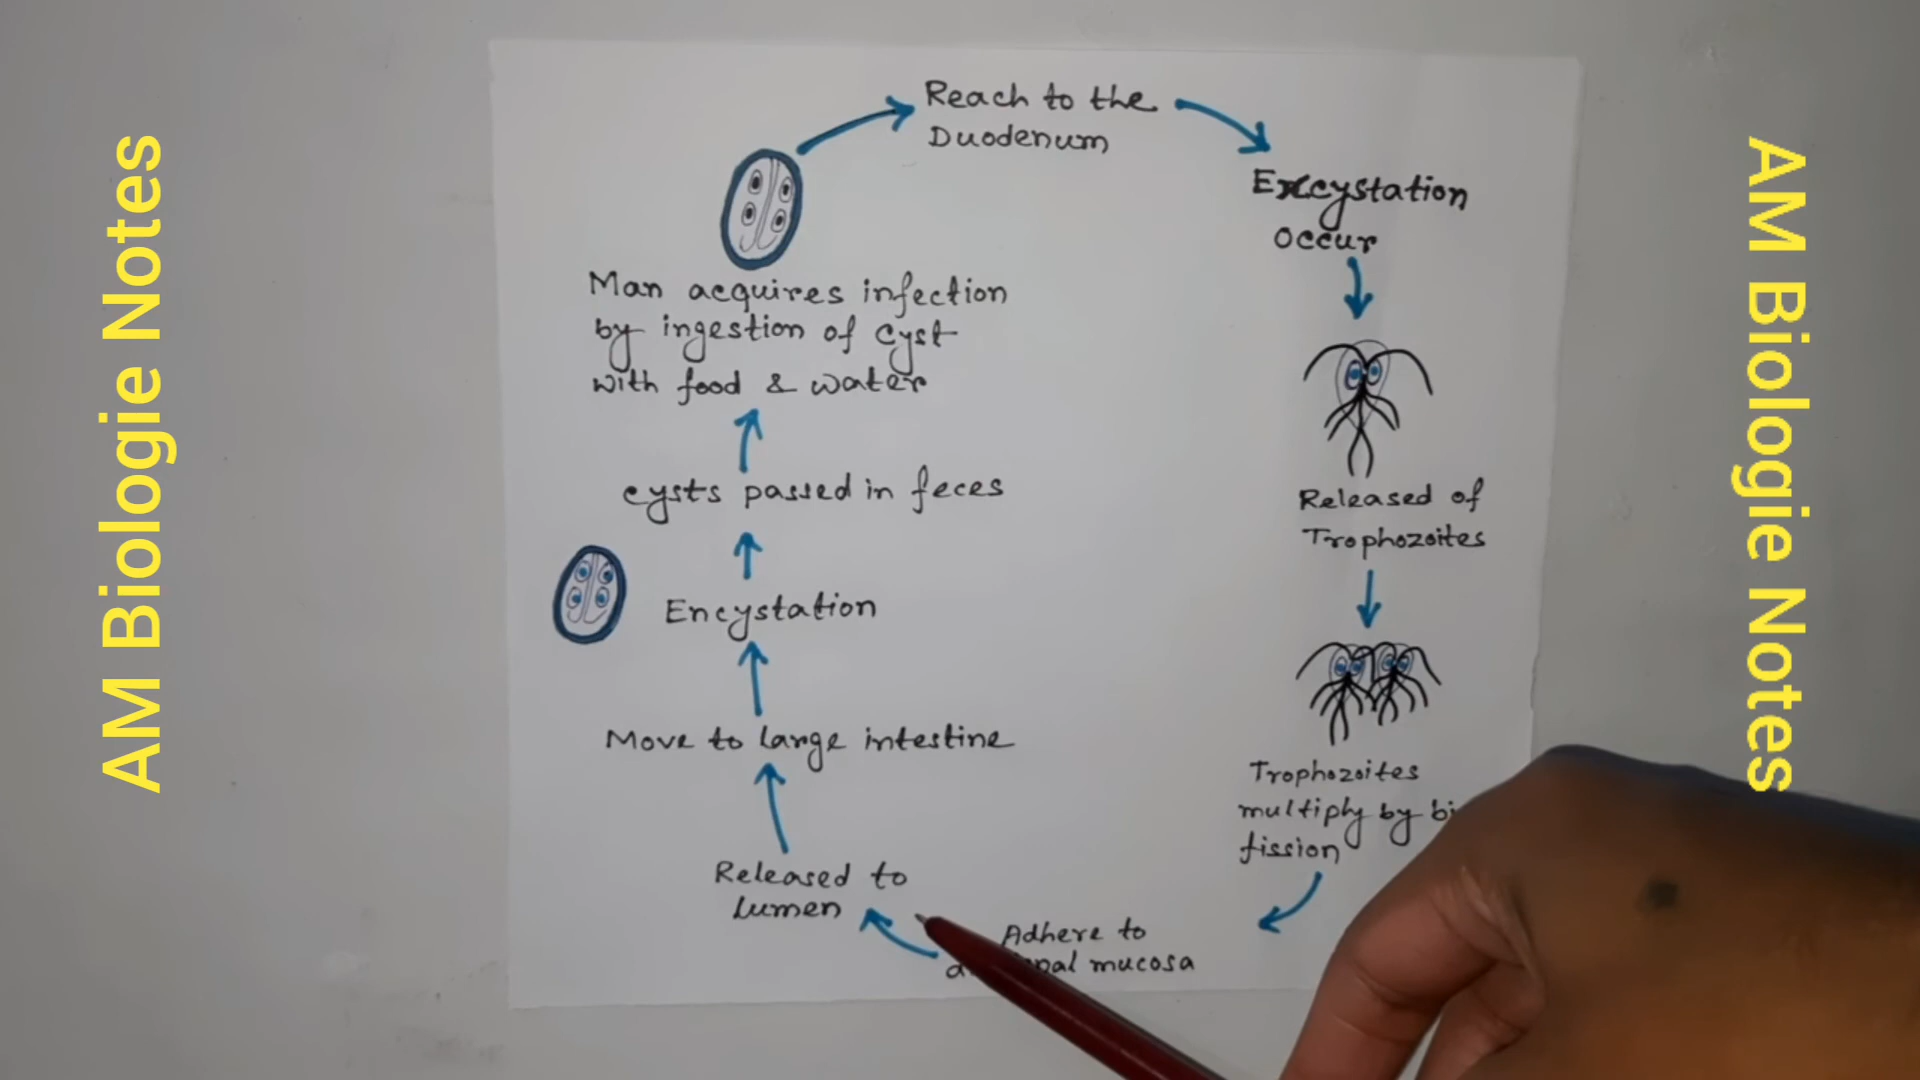 AM Biologie Notes
Reach to the
Duodenum
Excystation
occur
Released of
Trophozoites
Trophozoites
multiply by
fission
Adhere to
mucosa
Released to
Lumen
Move to large intestine
Encystation
cysts passed in feces
Man acquires infection
by ingestion of cyst
with food & water
AM Biologie Notes